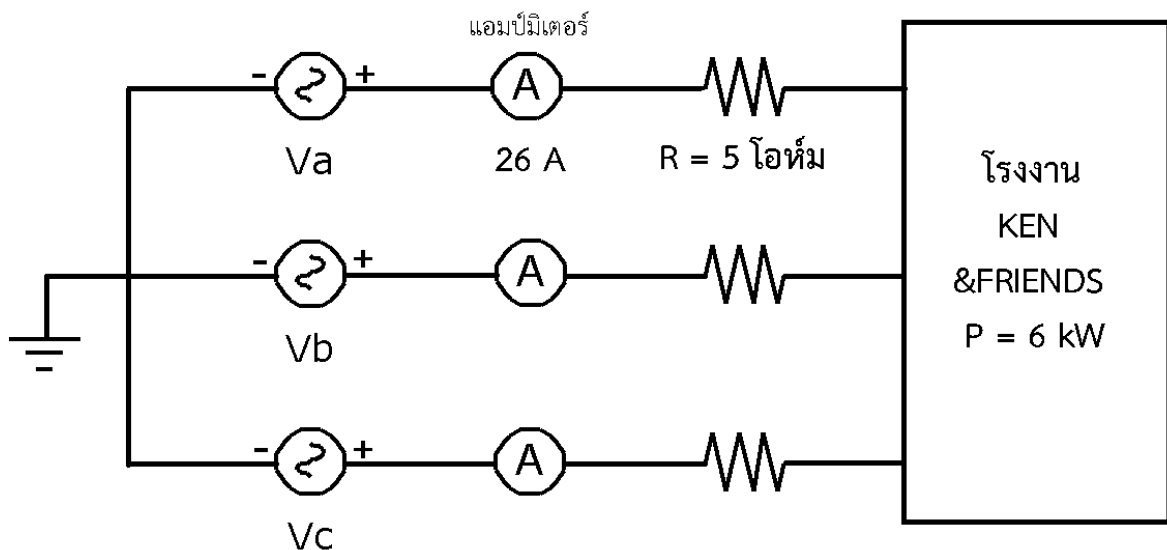 แอมป์มิเตอร์
- + A
Va 26 A R = 5 โอห์ม
- + A
Vb
- + A
Vc
โรงงาน
KEN
&FRIENDS
P = 6 kW